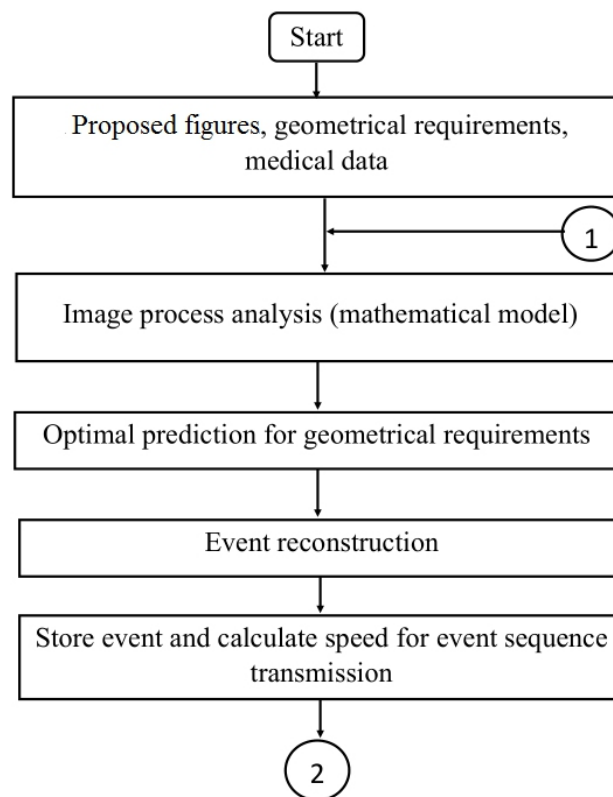 Start
Proposed figures, geometrical requirements,
medical data
1
Image process analysis (mathematical model)
Optimal prediction for geometrical requirements
Event reconstruction
Store event and calculate speed for event sequence
transmission
2